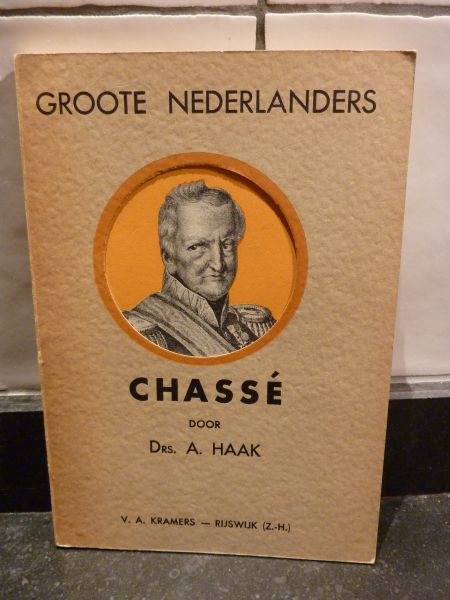 GROOTE NEDERLANDERS
CHASSÉ
DOOR
DRS. A. HAAK
V. A. KRAMERS — RIJSWIJK (Z.-H.)